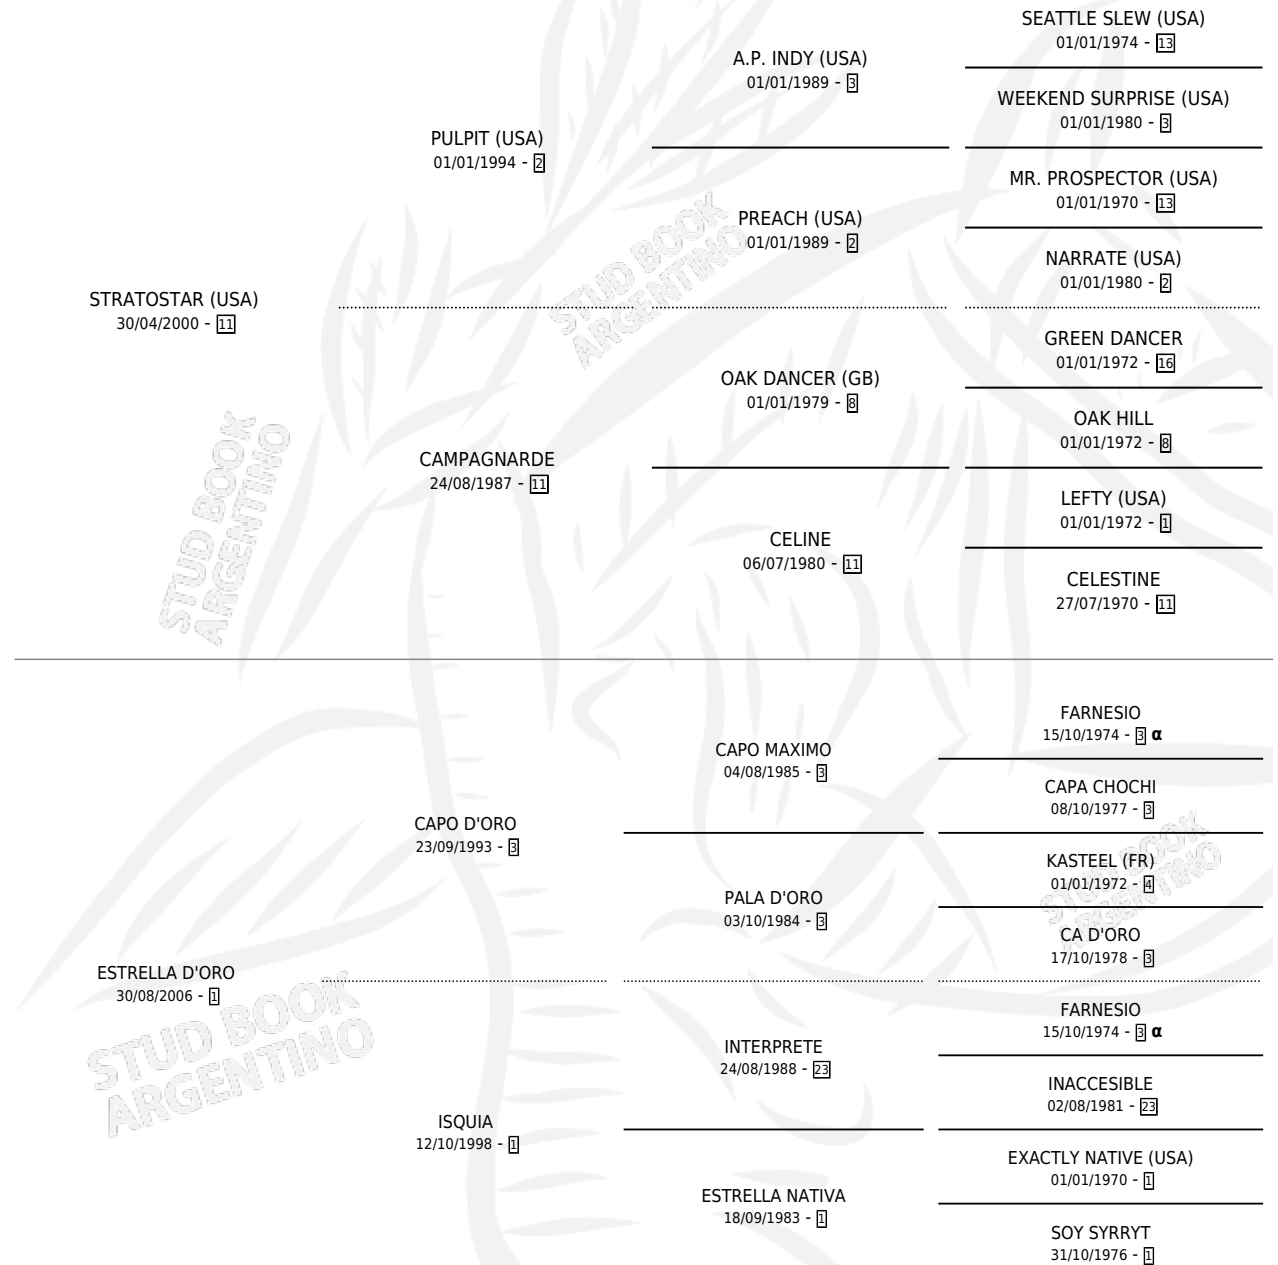 SEATTLE SLEW (USA)
01/01/1974 - 13
A.P. INDY (USA)
01/01/1989 - 3
WEEKEND SURPRISE (USA)
01/01/1980 - 3
PULPIT (USA)
01/01/1994 - 2
MR. PROSPECTOR (USA)
01/01/1970 - 13
PREACH (USA)
01/01/1989 - 2
NARRATE (USA)
01/01/1980 - 2
STRATOSTAR (USA)
30/04/2000 - 11
GREEN DANCER
01/01/1972 - 16
OAK DANCER (GB)
01/01/1979 - 8
OAK HILL
01/01/1972 - 8
CAMPAGNARDE
24/08/1987 - 11
LEFTY (USA)
01/01/1972 - 1
CELINE
06/07/1980 - 11
CELESTINE
27/07/1970 - 11
FARNESIO
15/10/1974 - 3 α
CAPO MAXIMO
04/08/1985 - 3
CAPA CHOCHI
08/10/1977 - 3
CAPO D'ORO
23/09/1993 - 3
KASTEEL (FR)
01/01/1972 - 4
PALA D'ORO
03/10/1984 - 3
CA D'ORO
17/10/1978 - 3
ESTRELLA D'ORO
30/08/2006 - 1
FARNESIO
15/10/1974 - 3 α
INTERPRETE
24/08/1988 - 23
INACCESIBLE
02/08/1981 - 23
ISQUIA
12/10/1998 - 1
EXACTLY NATIVE (USA)
01/01/1970 - 1
ESTRELLA NATIVA
18/09/1983 - 1
SOY SYRRYT
31/10/1976 - 1
STUD BOOK
ARGENTINO
STUD BOOK
ARGENTINO
STUD BOOK
ARGENTINO
STUD BOOK
ARGENTINO